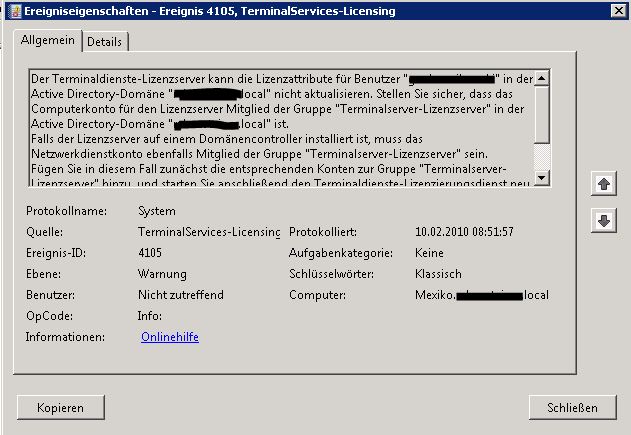 Ereigniseigenschaften - Ereignis 4105, TerminalServices-Licensing
Allgemein Details
Der Terminaldienste-Lizenzserver kann die Lizenzattribute für Benutzer "" in der
Active Directory-Domäne ".local" nicht aktualisieren. Stellen Sie sicher, dass das
Computerkonto für den Lizenzserver Mitglied der Gruppe "Terminalserver-Lizenzserver" in der
Active Directory-Domäne ".local" ist.
Falls der Lizenzserver auf einem Domänencontroller installiert ist, muss das
Netzwerkdienstkonto ebenfalls Mitglied der Gruppe "Terminalserver-Lizenzserver" sein.
Fügen Sie in diesem Fall zunächst die entsprechenden Konten zur Gruppe "Terminalserver-
Lizenzserver" hinzu, und starten Sie anschließend den Terminaldienste-Lizenzierungsdienst neu
Protokollname: System
Quelle: TerminalServices-Licensing Protokolliert: 10.02.2010 08:51:57
Ereignis-ID: 4105 Aufgabenkategorie: Keine
Ebene: Warnung Schlüsselwörter: Klassisch
Benutzer: Nicht zutreffend Computer: Mexiko..local
OpCode: Info:
Informationen: Onlinehilfe
Kopieren Schließen